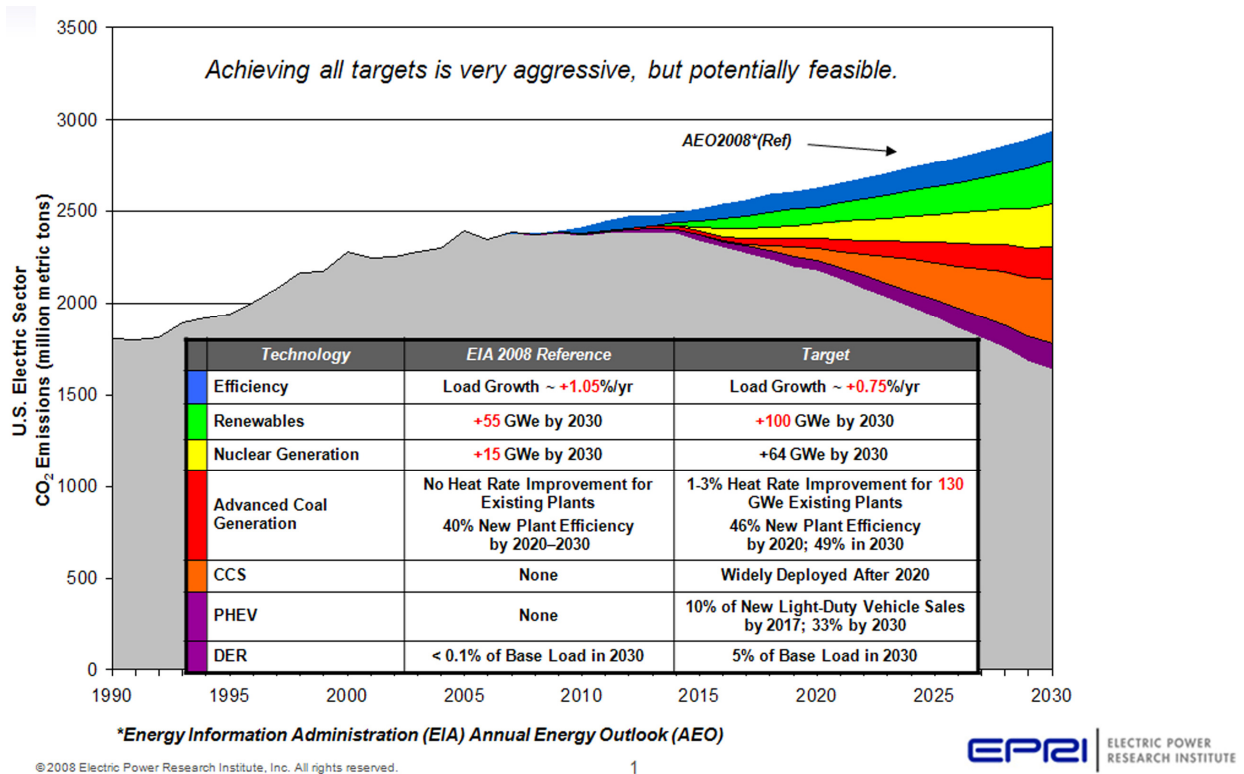 3500
Achieving all targets is very aggressive, but potentially feasible.
3000
AEO2008*(Ref)
2500
2000
1500
1000
500
0
U.S. Electric Sector
CO2 Emissions (million metric tons)
Technology EIA 2008 Reference Target
Efficiency Load Growth ~ +1.05%/yr Load Growth ~ +0.75%/yr
Renewables +55 GWe by 2030 +100 GWe by 2030
Nuclear Generation +15 GWe by 2030 +64 GWe by 2030
Advanced Coal
Generation
No Heat Rate Improvement for
Existing Plants
40% New Plant Efficiency
by 2020–2030
1-3% Heat Rate Improvement for 130
GWe Existing Plants
46% New Plant Efficiency
by 2020; 49% in 2030
CCS None Widely Deployed After 2020
PHEV None
10% of New Light-Duty Vehicle Sales
by 2017; 33% by 2030
DER < 0.1% of Base Load in 2030 5% of Base Load in 2030
1990 1995 2000 2005 2010 2015 2020 2025 2030
*Energy Information Administration (EIA) Annual Energy Outlook (AEO)
© 2008 Electric Power Research Institute, Inc. All rights reserved.
1
EPRI
ELECTRIC POWER
RESEARCH INSTITUTE